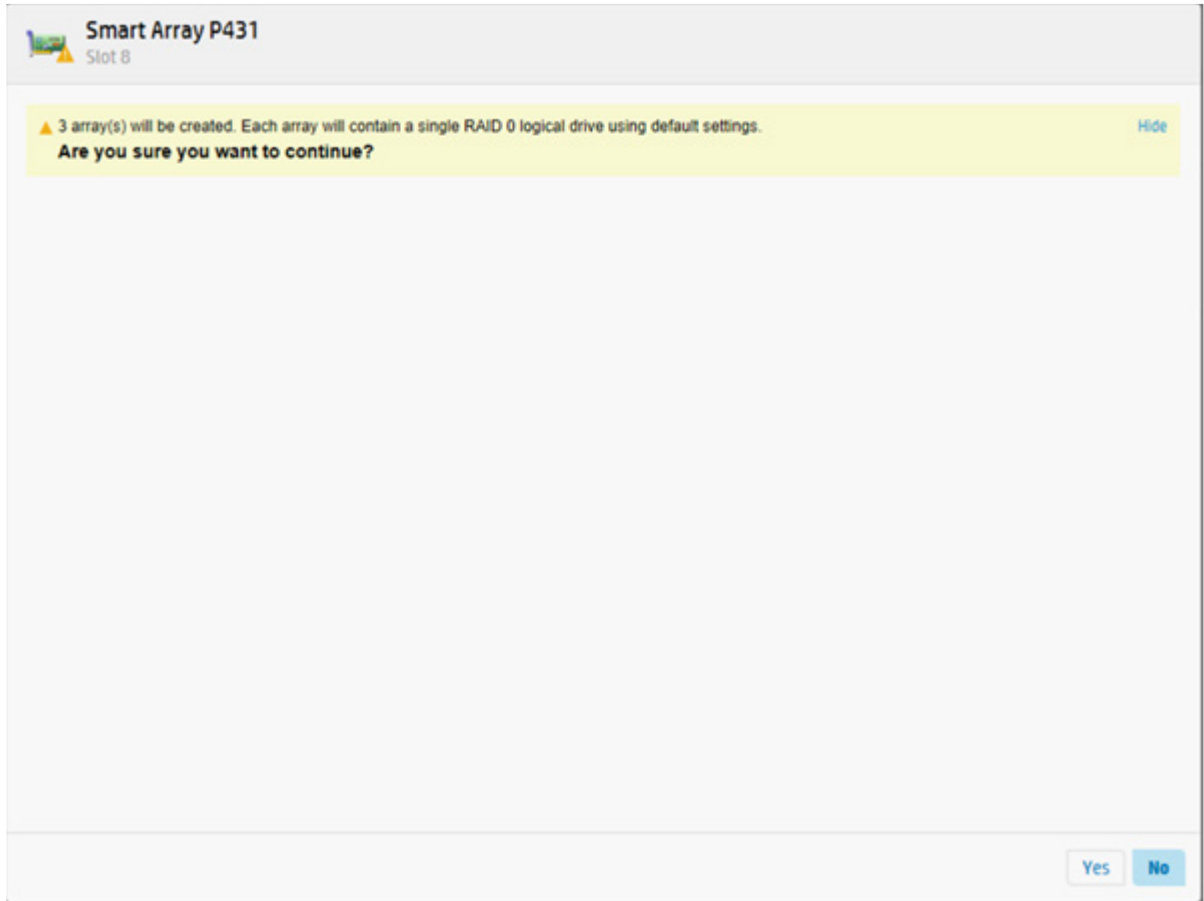 Smart Array P431
Slot 8
3 array(s) will be created. Each array will contain a single RAID 0 logical drive using default settings.
Hide
Are you sure you want to continue?
Yes
No